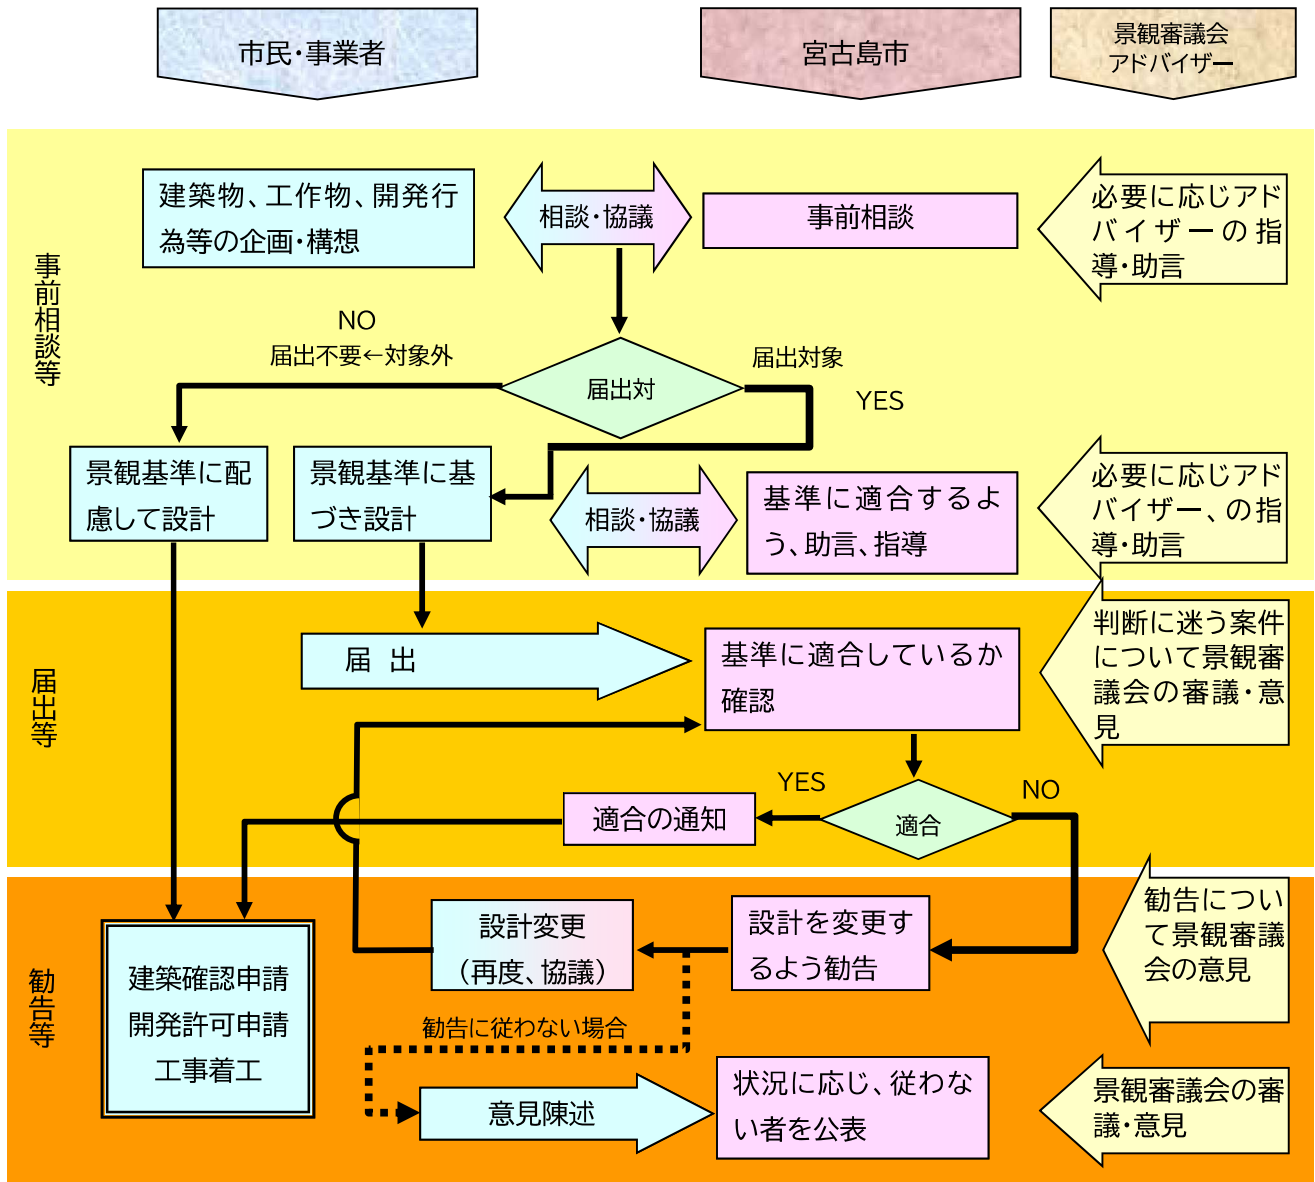 市民・事業者
宮古島市
景観審議会
アドバイザー
事前相談等
建築物、工作物、開発行
為等の企画・構想
相談・協議
事前相談
必要に応じアド
バイザーの指
導・助言
NO
届出不要←対象外
届出対
届出対象
YES
景観基準に配
慮して設計
景観基準に基
づき設計
相談・協議
基準に適合するよ
う、助言、指導
必要に応じアド
バイザー、の指
導・助言
届出等
届 出
基準に適合しているか
確認
判断に迷う案件
について景観審
議会の審議・意
見
YES
NO
適合の通知
適合
勧告等
建築確認申請
開発許可申請
工事着工
設計変更
（再度、協議）
設計を変更す
るよう勧告
勧告につい
て景観審議
会の意見
勧告に従わない場合
意見陳述
状況に応じ、従わな
い者を公表
景観審議会の審
議・意見